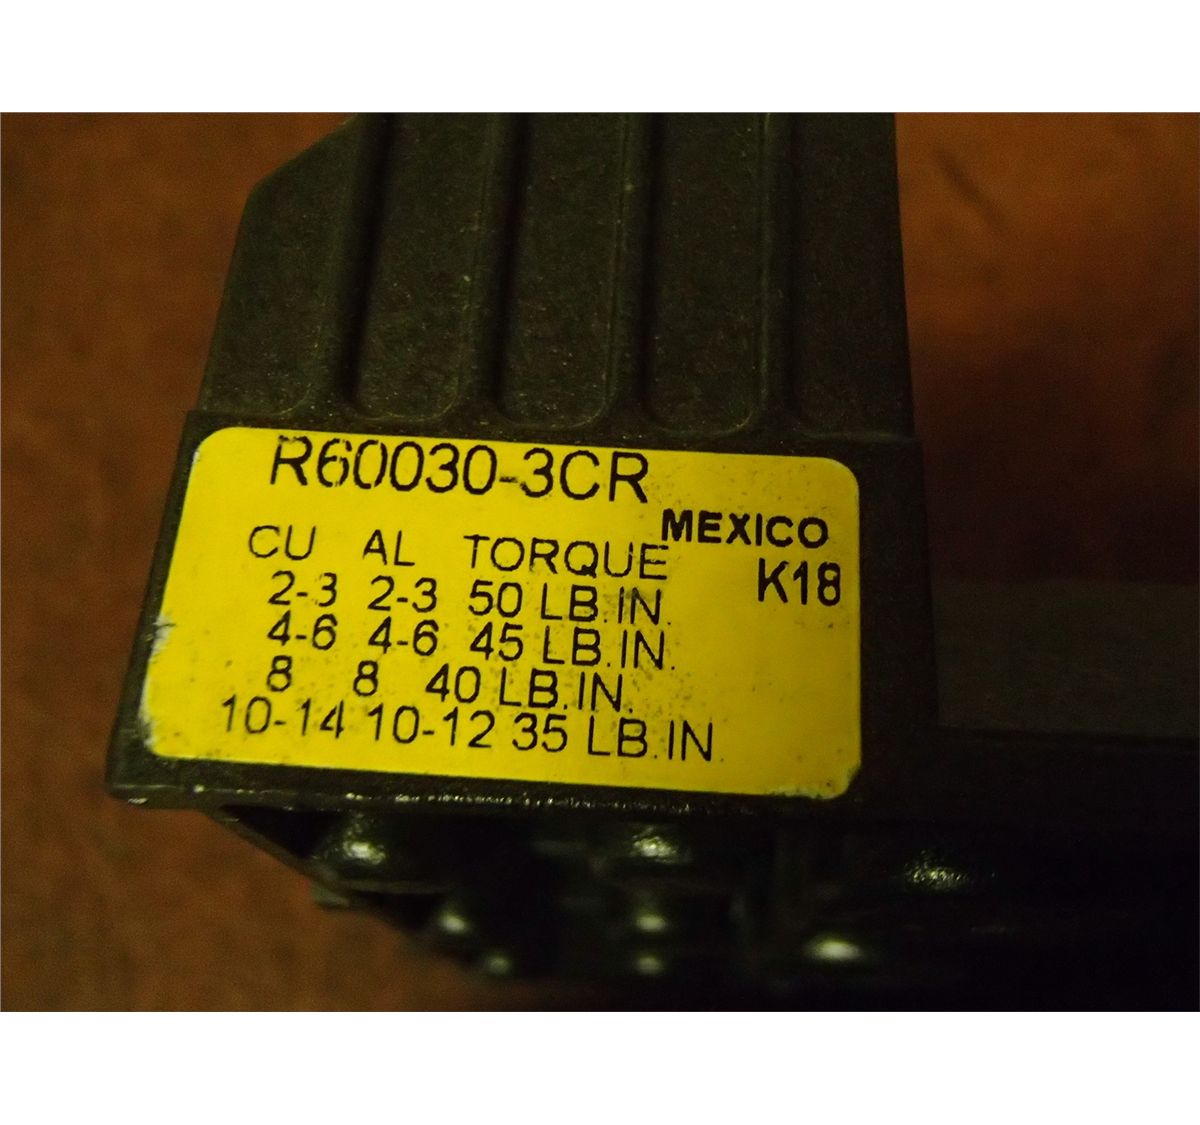 R60030-3CR
MEXICO
K18
CU AL TORQUE
2-3 2-3 50 LB.IN.
4-6 4-6 45 LB.IN.
8 8 40 LB.IN.
10-14 10-12 35 LB.IN.